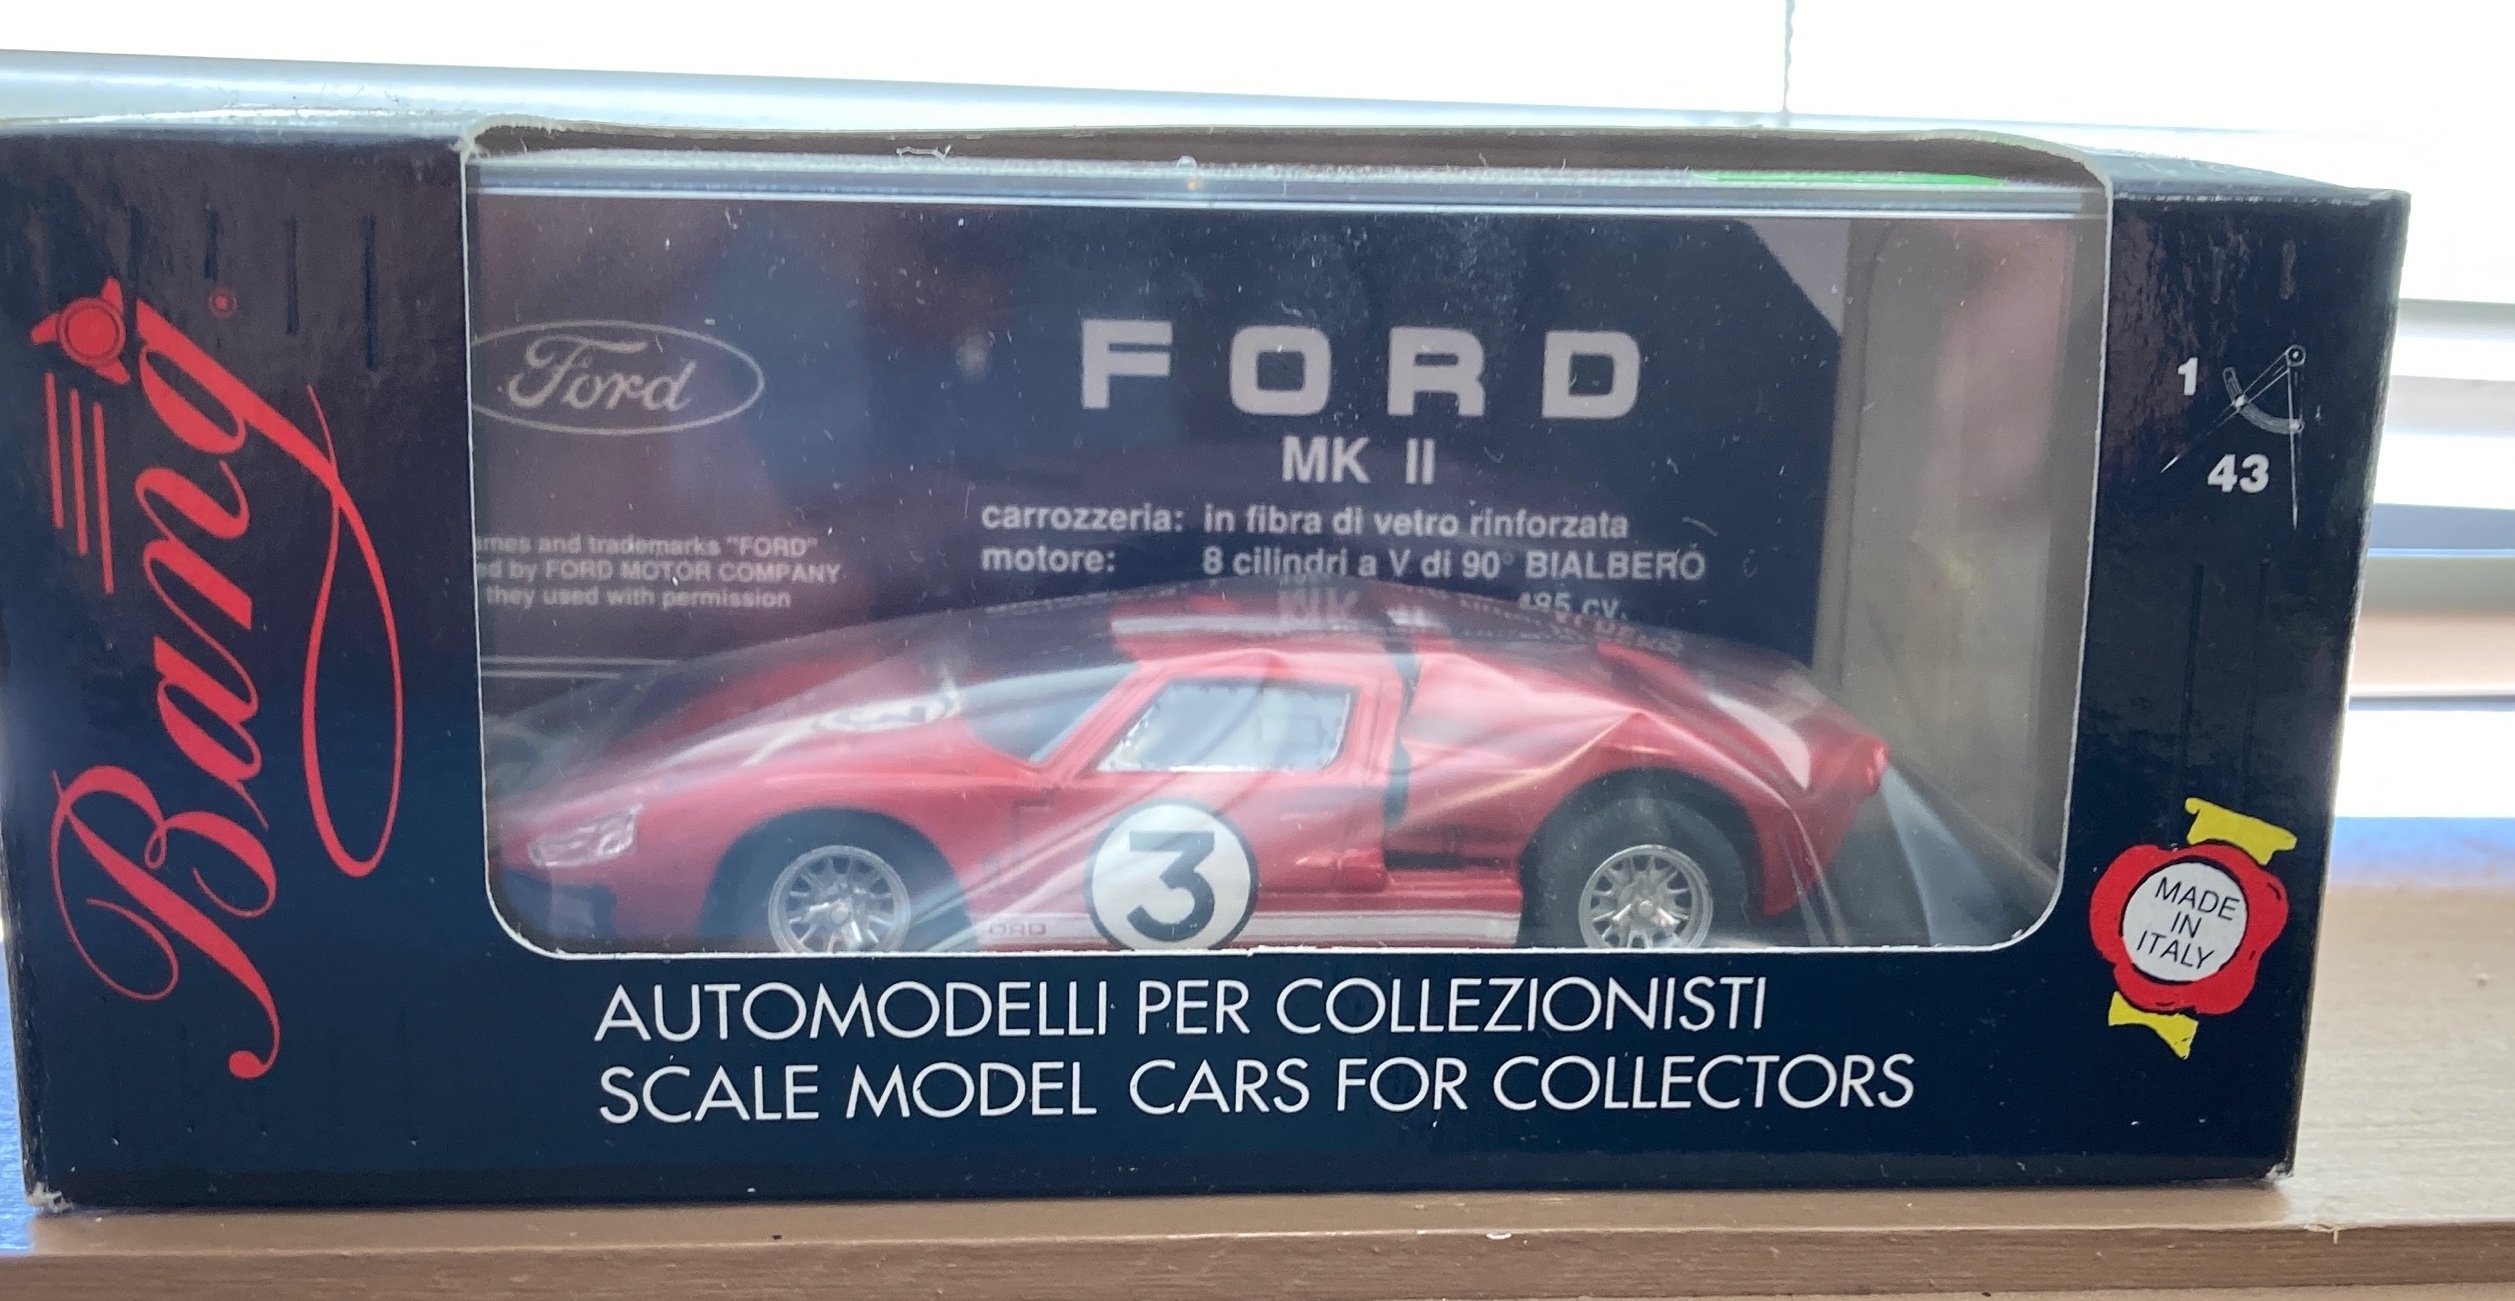 Bang
Ford
FORD
MK II
carrozzeria: in fibra di vetro rinforzata
motore: 8 cilindri a V di 90° BIALBERO
485 cv.
and trademarks "FORD"
by FORD MOTOR COMPANY
they used with permission
1
43
3
MADE
IN
ITALY
AUTOMODELLI PER COLLEZIONISTI
SCALE MODEL CARS FOR COLLECTORS